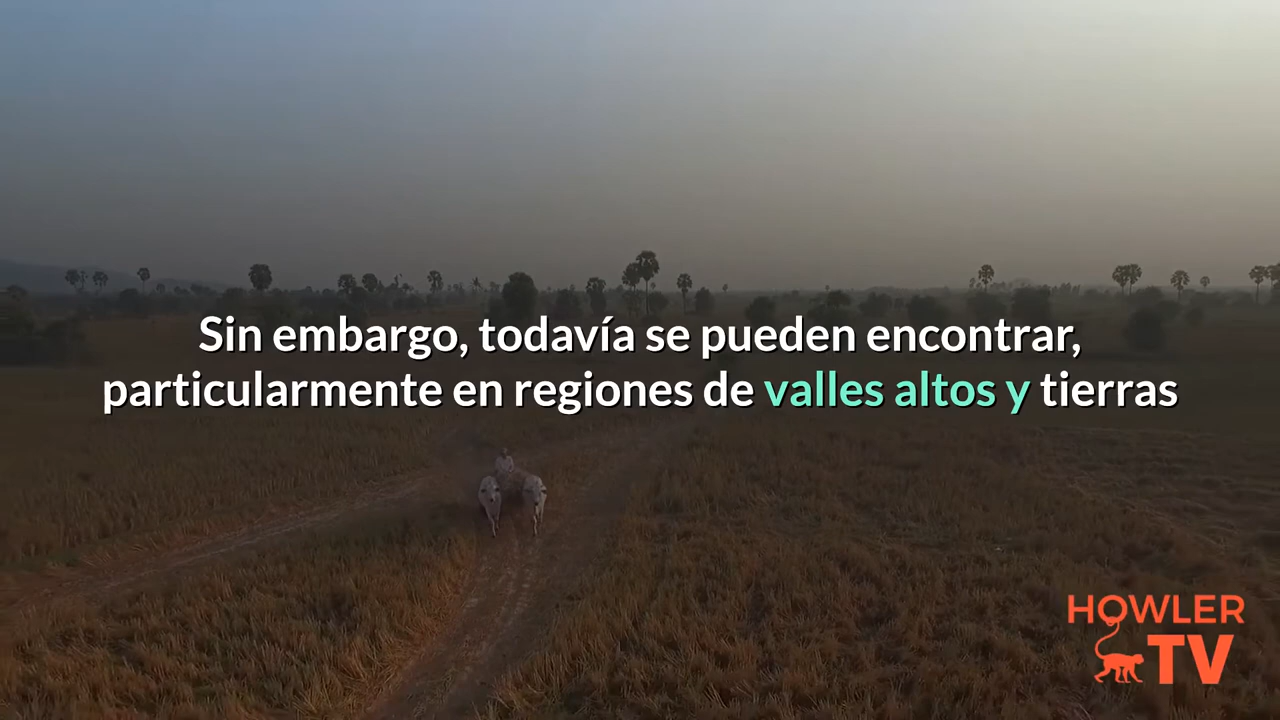 Sin embargo, todavía se pueden encontrar,
particularmente en regiones de valles altos y tierras
HOWLER
TV